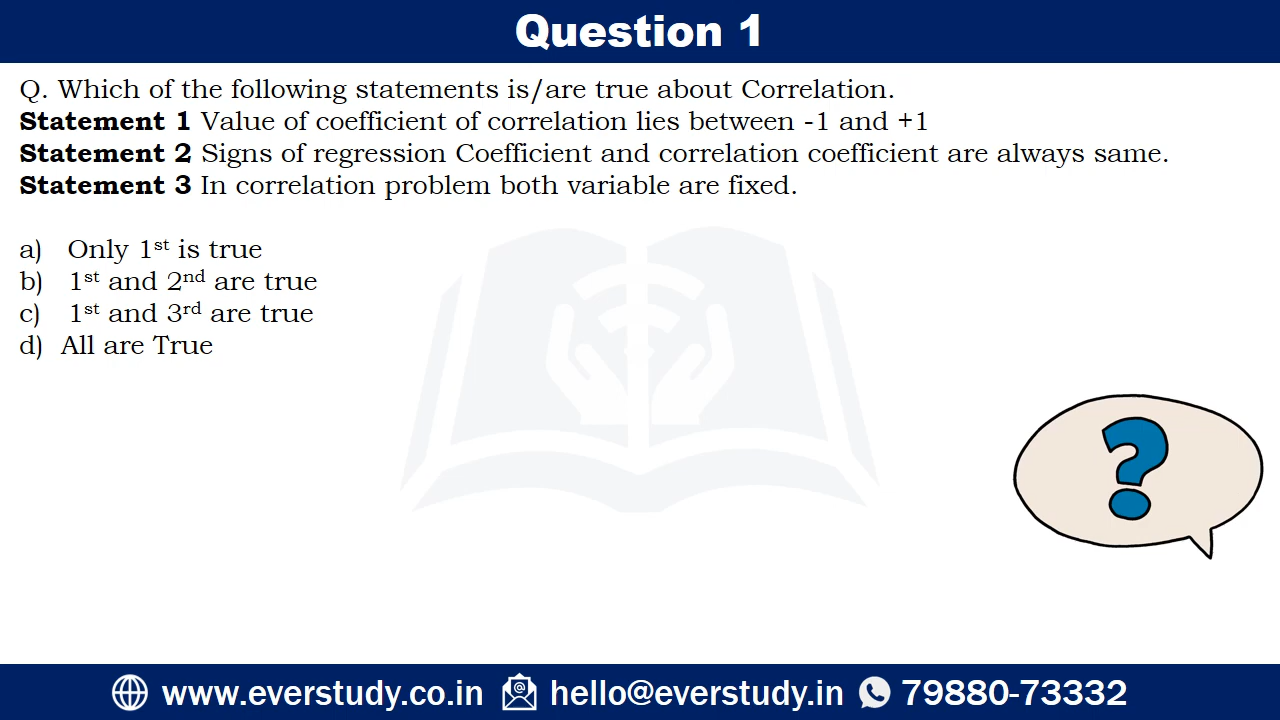 Question 1
Q. Which of the following statements is/are true about Correlation.
Statement 1 Value of coefficient of correlation lies between -1 and +1
Statement 2 Signs of regression Coefficient and correlation coefficient are always same.
Statement 3 In correlation problem both variable are fixed.
a) Only 1st is true
b) 1st and 2nd are true
c) 1st and 3rd are true
d) All are True
?
www.everstudy.co.in hello@everstudy.in 79880-73332